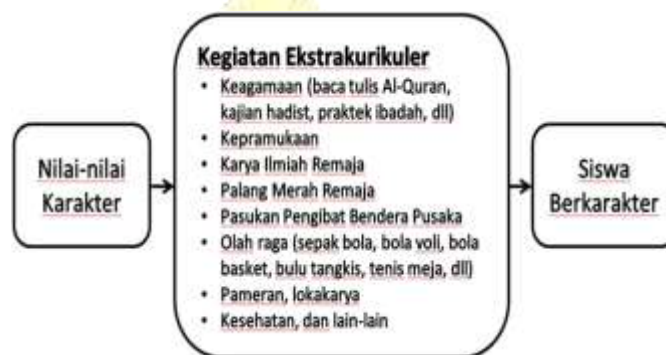 Nilai-nilai
Karakter
Kegiatan Ekstrakurikuler
• Keagamaan (baca tulis Al-Quran,
kajian hadist, praktek ibadah, dll)
• Kepramukaan
• Karya Ilmiah Remaja
• Palang Merah Remaja
• Pasukan Pengibat Bendera Pusaka
• Olah raga (sepak bola, bola voli, bola
basket, bulu tangkis, tenis meja, dll)
• Pameran, lokakarya
• Kesehatan, dan lain-lain
Siswa
Berkarakter